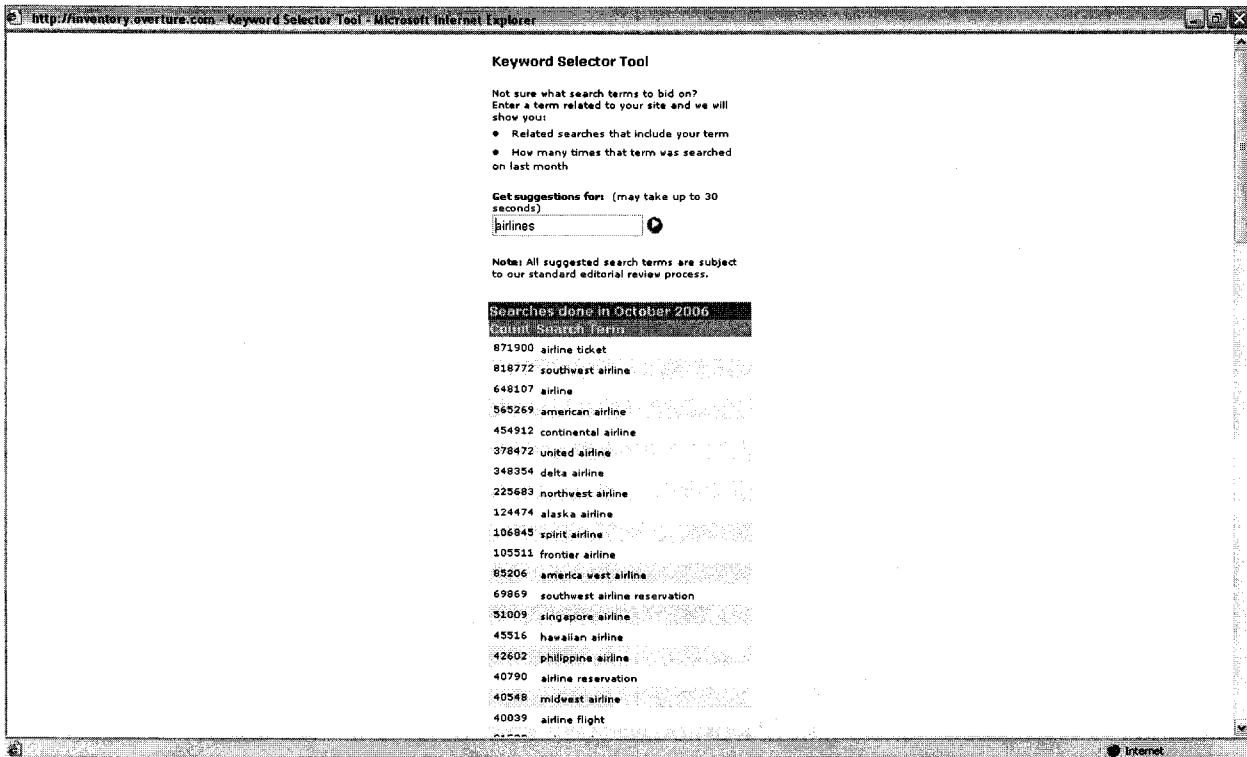 http://inventory.overture.com - Keyword Selector Tool - Microsoft Internet Explorer
Keyword Selector Tool
Not sure what search terms to bid on?
Enter a term related to your site and we will
show you:
• Related searches that include your term
• How many times that term was searched
on last month
Get suggestions for: (may take up to 30
seconds)
airlines
Note: All suggested search terms are subject
to our standard editorial review process.
Searches done in October 2006
Count Search Term
871900 airline ticket
818772 southwest airline
648107 airline
565269 american airline
454912 continental airline
378472 united airline
348354 delta airline
225683 northwest airline
124474 alaska airline
106845 spirit airline
105511 frontier airline
85206 america west airline
69869 southwest airline reservation
51009 singapore airline
45516 hawaiian airline
42602 philippine airline
40790 airline reservation
40548 midwest airline
40039 airline flight
Internet